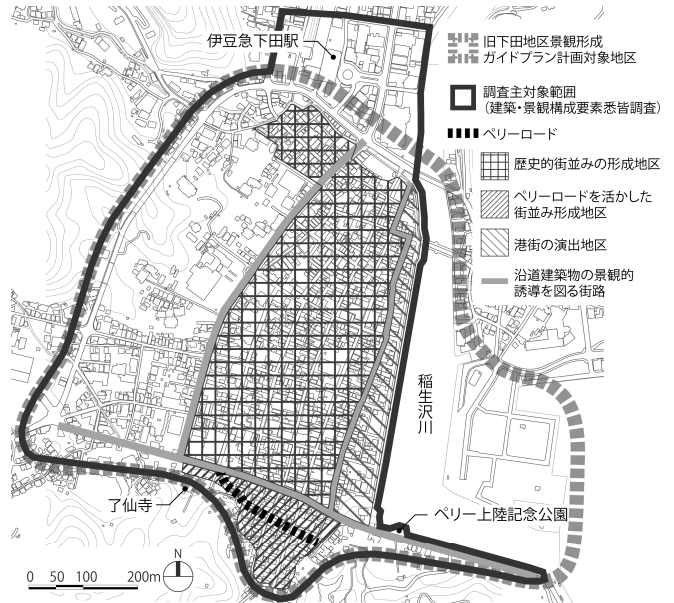 伊豆急下田駅
旧下田地区景観形成
ガイドプラン計画対象地区
調査主対象範囲
（建築・景観構成要素悉皆調査）
ペリーロード
歴史的街並みの形成地区
ペリーロードを活かした
街並み形成地区
港街の演出地区
沿道建築物の景観的
誘導を図る街路
稲生沢川
了仙寺
ペリー上陸記念公園
N
0 50 100 200m